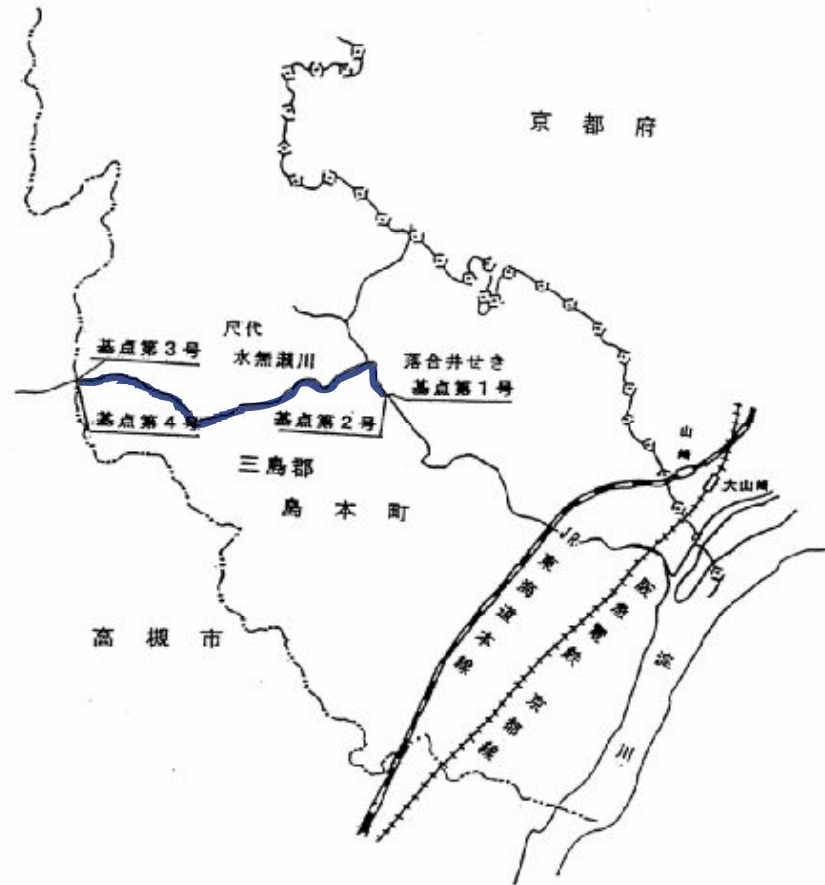 京都府
尺代
基点第3号
水無瀬川
落合井せき
基点第1号
基点第4号
基点第2号
三島郡
島本町
山崎
大山崎
JR
東海道本線
阪急電鉄
京都線
高槻市
淀川